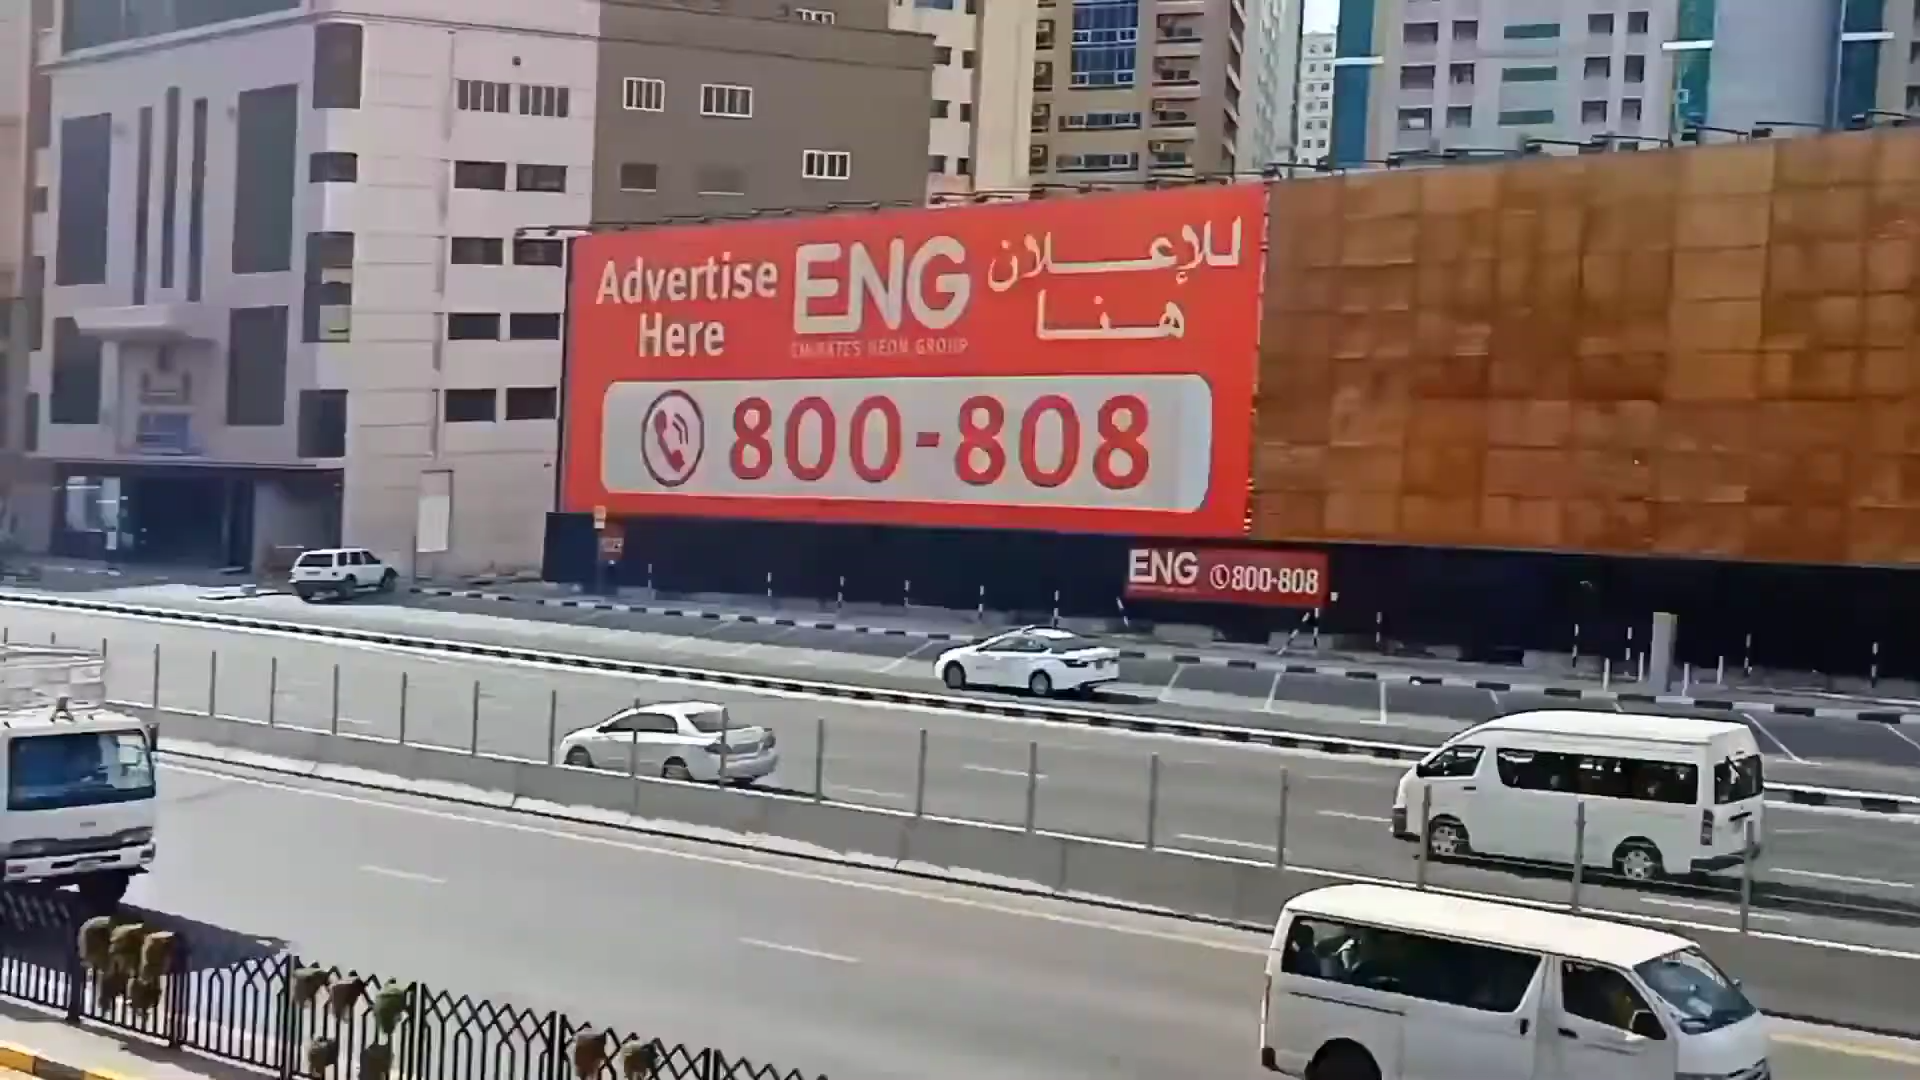 Advertise
Here
ENG
EMIRATES NEON GROUP
للإعلان
هنا
800-808
ENG 800-808